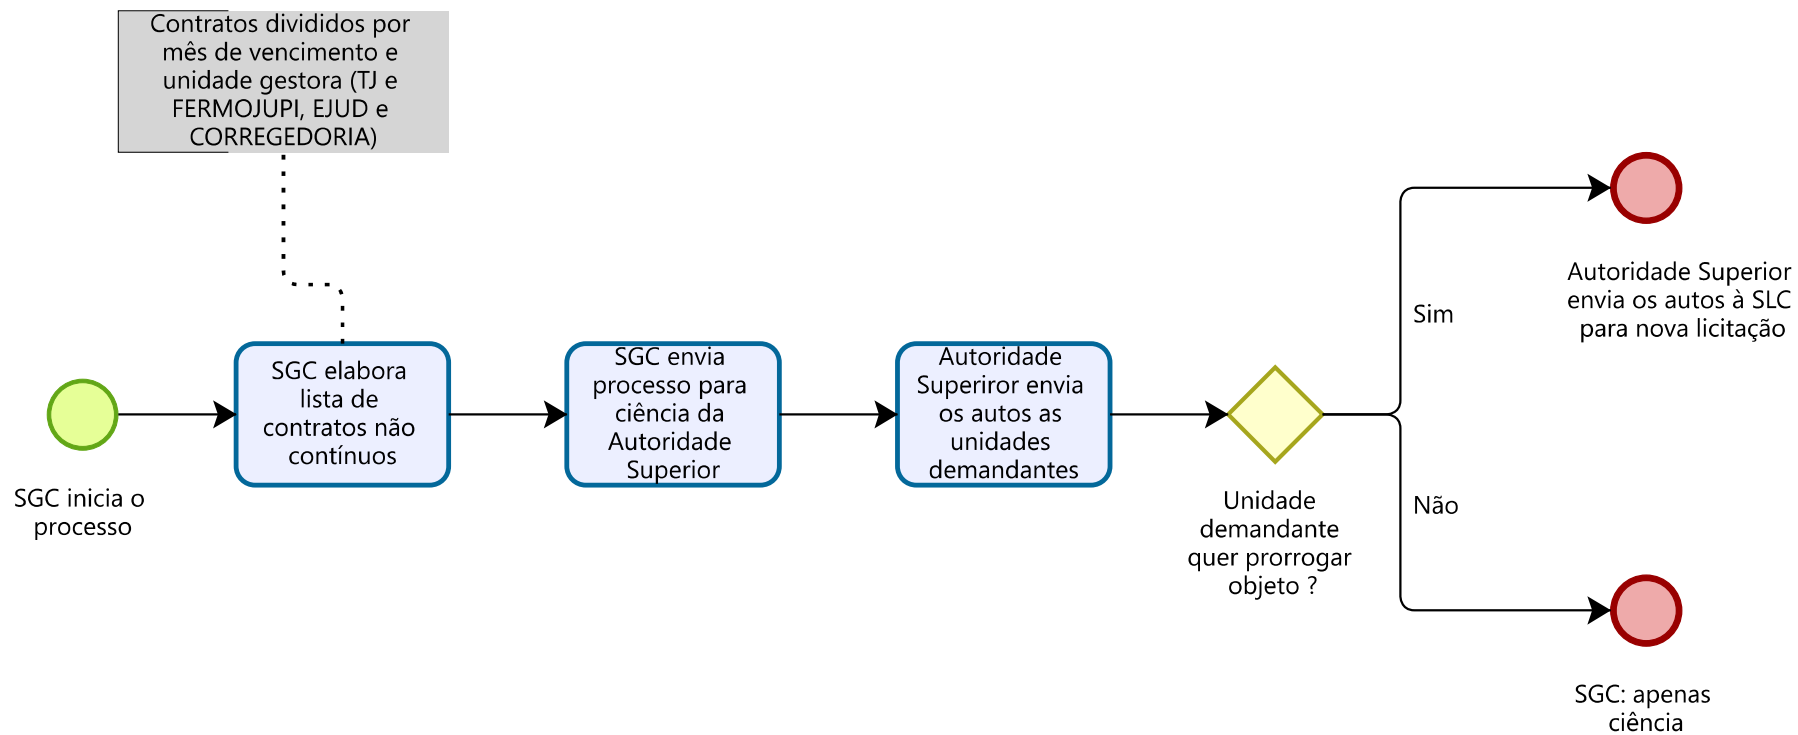 Contratos divididos por
mês de vencimento e
unidade gestora (TJ e
FERMOJUPI, EJUD e
CORREGEDORIA)
SGC inicia o
processo
SGC elabora
lista de
contratos não
contínuos
SGC envia
processo para
ciência da
Autoridade
Superior
Autoridade
Superiror envia
os autos as
unidades
demandantes
Unidade
demandante
quer prorrogar
objeto ?
Sim
Autoridade Superior
envia os autos à SLC
para nova licitação
Não
SGC: apenas
ciência